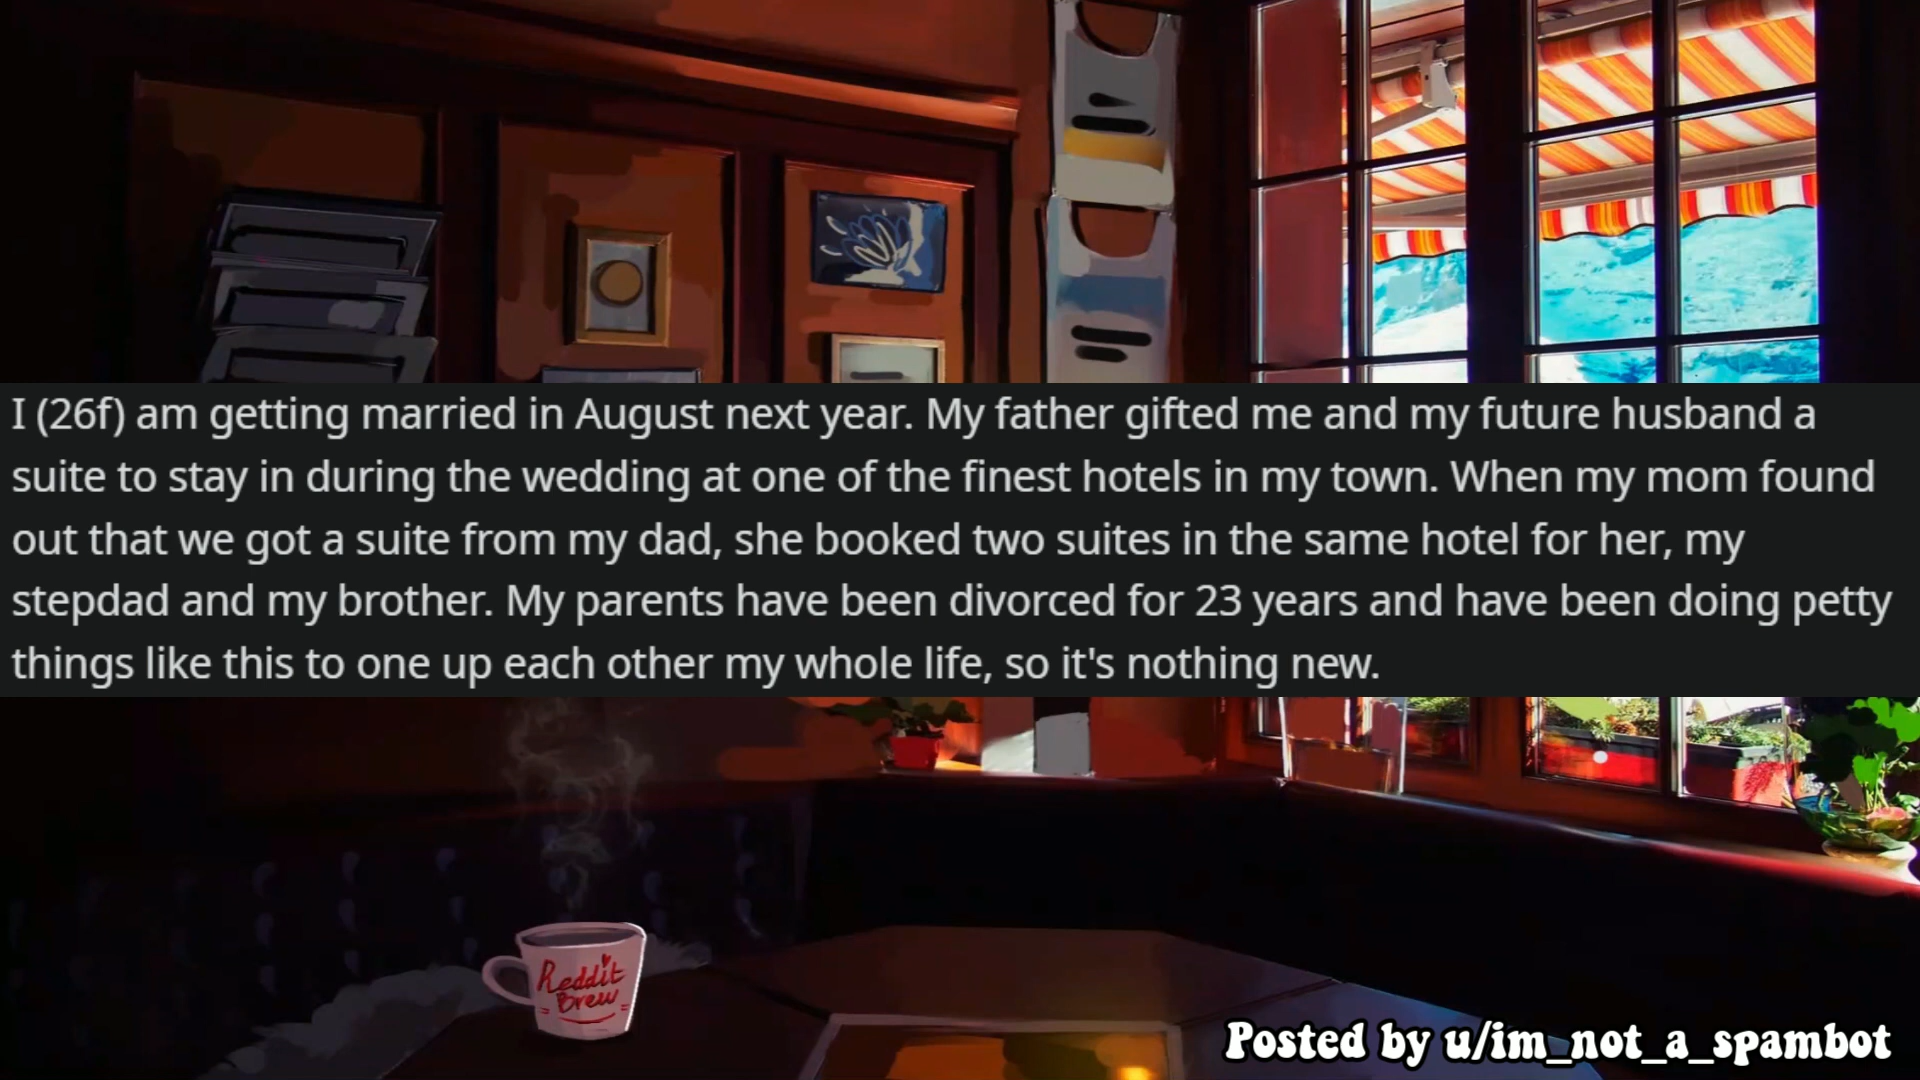 I (26f) am getting married in August next year. My father gifted me and my future husband a
suite to stay in during the wedding at one of the finest hotels in my town. When my mom found
out that we got a suite from my dad, she booked two suites in the same hotel for her, my
stepdad and my brother. My parents have been divorced for 23 years and have been doing petty
things like this to one up each other my whole life, so it's nothing new.
Reddit
Brew
Posted by u/im_not_a_spambot